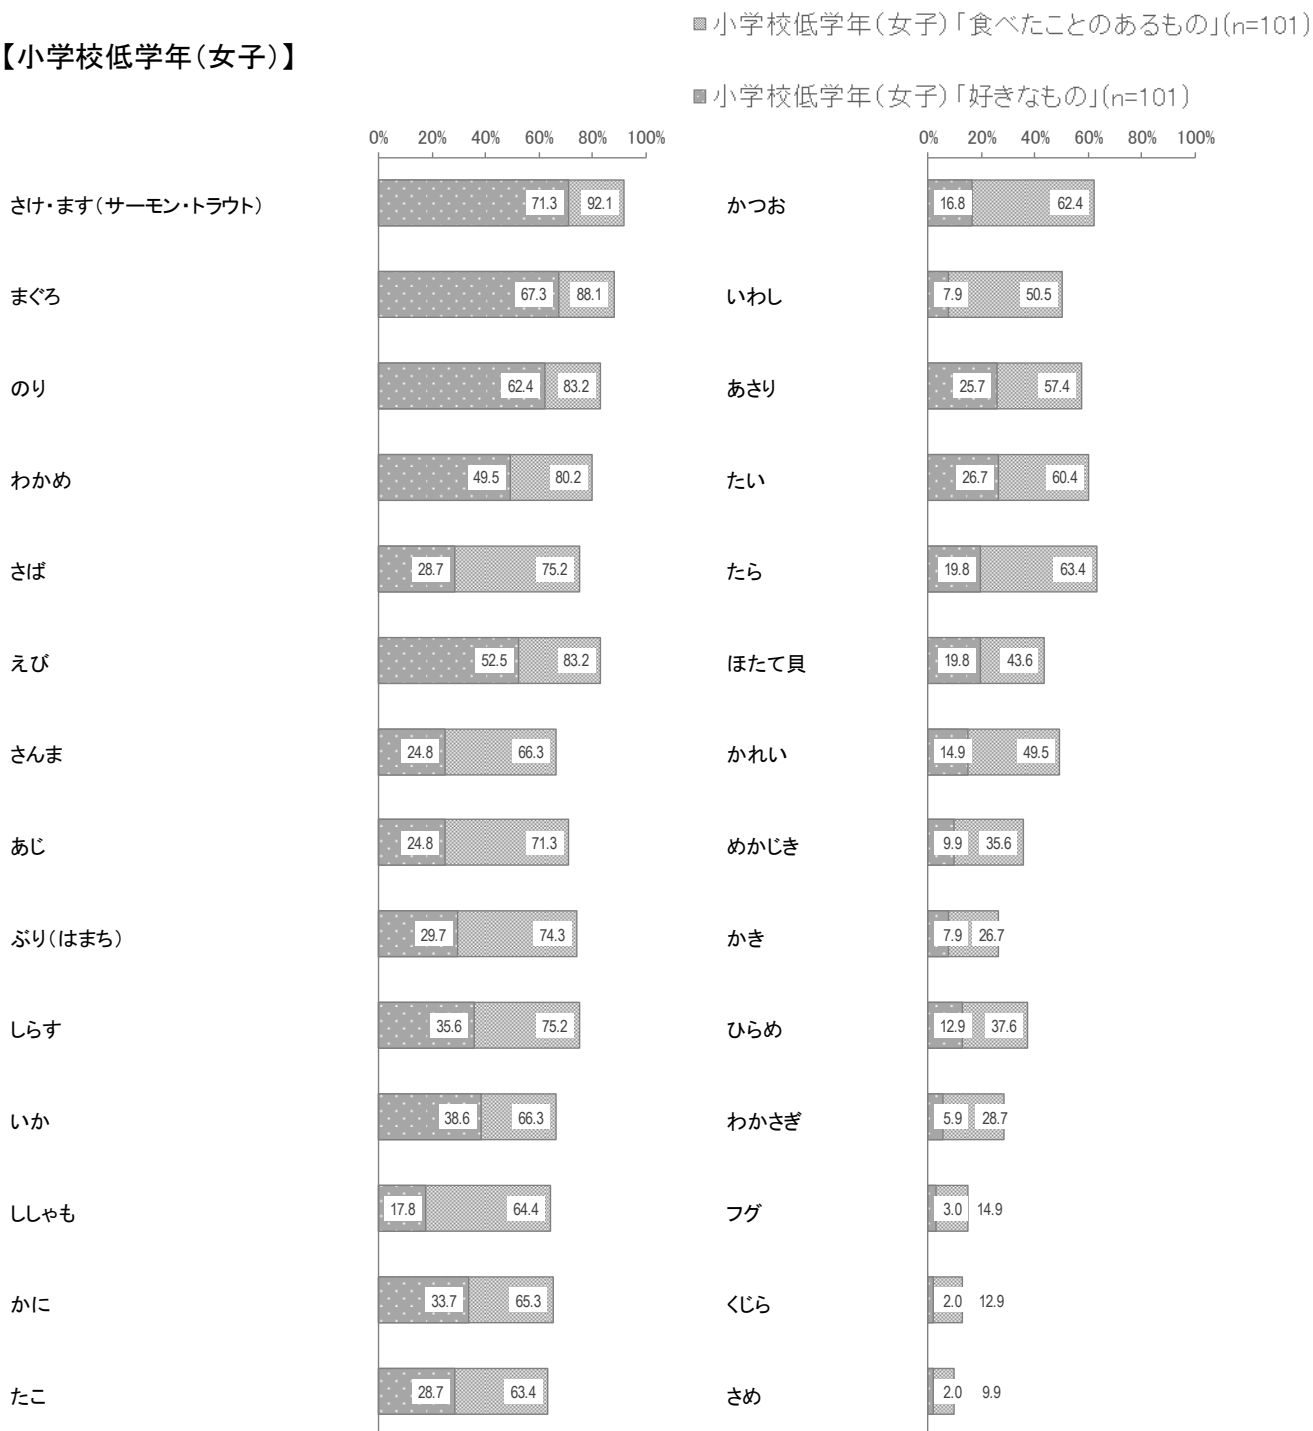 小学校低学年(女子)「食べたことのあるもの」(n=101)
【小学校低学年(女子)】
小学校低学年(女子)「好きなもの」(n=101)
0% 20% 40% 60% 80% 100%
さけ・ます(サーモン・トラウト) 71.3 92.1
まぐろ 67.3 88.1
のり 62.4 83.2
わかめ 49.5 80.2
さば 28.7 75.2
えび 52.5 83.2
さんま 24.8 66.3
あじ 24.8 71.3
ぶり(はまち) 29.7 74.3
しらす 35.6 75.2
いか 38.6 66.3
ししゃも 17.8 64.4
かに 33.7 65.3
たこ 28.7 63.4
0% 20% 40% 60% 80% 100%
かつお 16.8 62.4
いわし 7.9 50.5
あさり 25.7 57.4
たい 26.7 60.4
たら 19.8 63.4
ほたて貝 19.8 43.6
かれい 14.9 49.5
めかじき 9.9 35.6
かき 7.9 26.7
ひらめ 12.9 37.6
わかさぎ 5.9 28.7
フグ 3.0 14.9
くじら 2.0 12.9
さめ 2.0 9.9